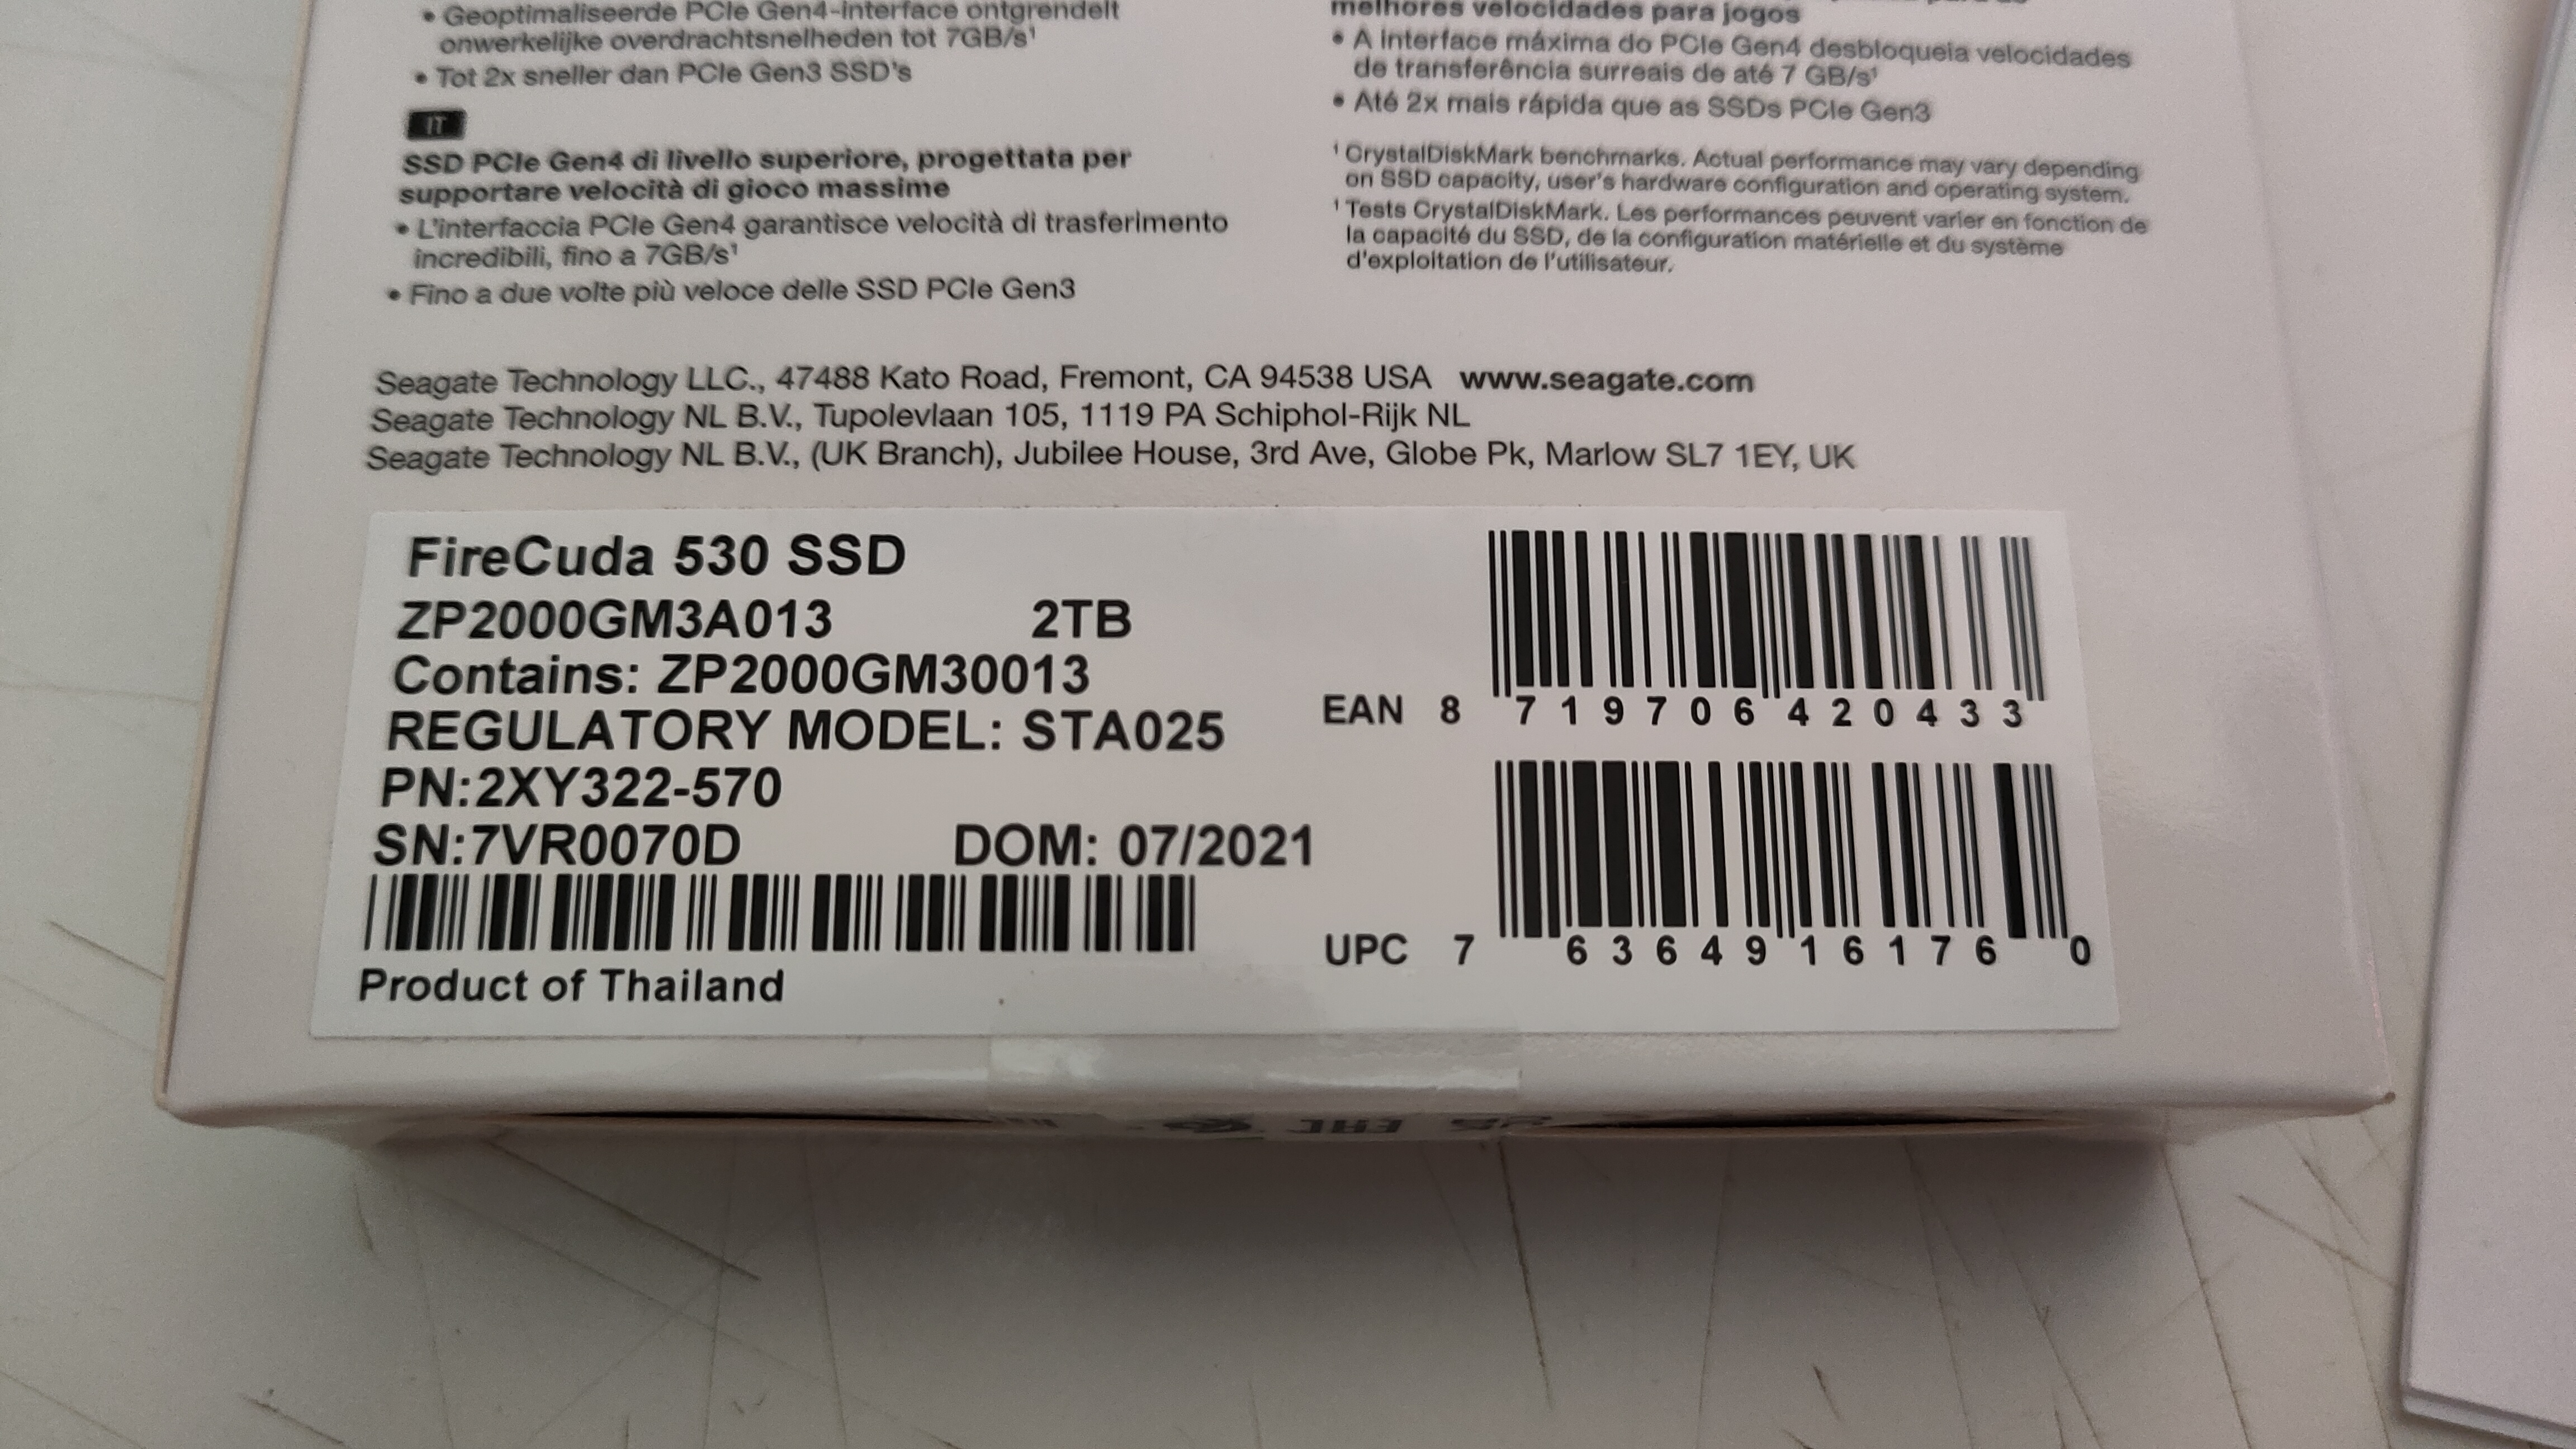 • Geoptimaliseerde PCIe Gen4-interface ontgrendelt
onwerkelijke overdrachtsnelheden tot 7GB/s¹
• Tot 2x sneller dan PCIe Gen3 SSD's
IT
SSD PCIe Gen4 di livello superiore, progettata per
supportare velocità di gioco massime
• L'interfaccia PCIe Gen4 garantisce velocità di trasferimento
incredibili, fino a 7GB/s¹
• Fino a due volte più veloce delle SSD PCIe Gen3
melhores velocidades para jogos
• A interface máxima do PCIe Gen4 desbloqueia velocidades
de transferência surreais de até 7 GB/s¹
• Até 2x mais rápida que as SSDs PCIe Gen3
¹ CrystalDiskMark benchmarks. Actual performance may vary depending
on SSD capacity, user's hardware configuration and operating system.
¹ Tests CrystalDiskMark. Les performances peuvent varier en fonction de
la capacité du SSD, de la configuration matérielle et du système
d'exploitation de l'utilisateur.
Seagate Technology LLC., 47488 Kato Road, Fremont, CA 94538 USA www.seagate.com
Seagate Technology NL B.V., Tupolevlaan 105, 1119 PA Schiphol-Rijk NL
Seagate Technology NL B.V., (UK Branch), Jubilee House, 3rd Ave, Globe Pk, Marlow SL7 1EY, UK
FireCuda 530 SSD
ZP2000GM3A013 2TB
Contains: ZP2000GM30013
REGULATORY MODEL: STA025
PN:2XY322-570
SN:7VR0070D DOM: 07/2021
Product of Thailand
EAN 8 719706 420433
UPC 7 63649 16176 0